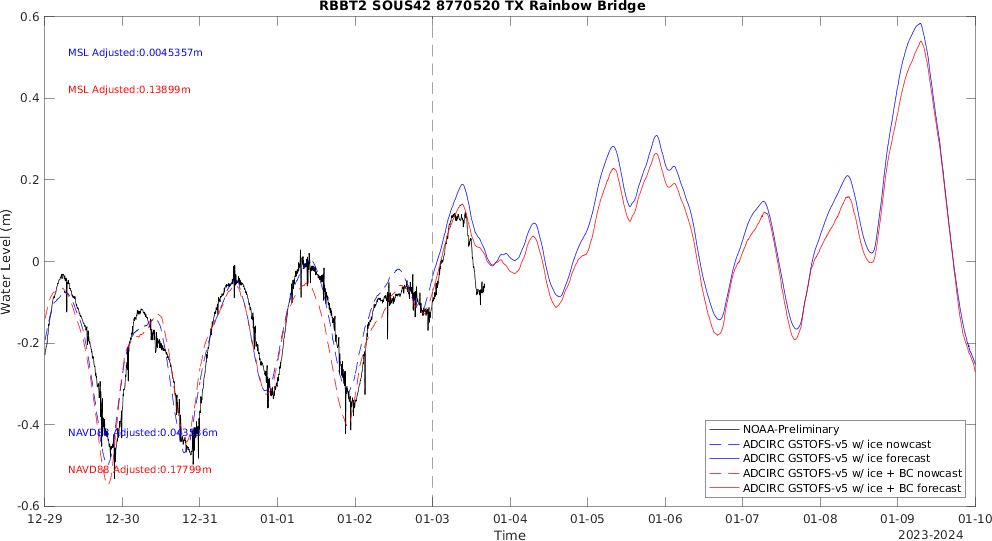 RBBT2 SOUS42 8770520 TX Rainbow Bridge
0.6
MSL Adjusted:0.0045357m
MSL Adjusted:0.13899m
0.4
0.2
0
-0.2
-0.4
-0.6
Water Level (m)
NAVD88 Adjusted:
NAVD88 Adjusted:0.17799m
NOAA-Preliminary
ADCIRC GSTOFS-v5 w/ ice nowcast
ADCIRC GSTOFS-v5 w/ ice forecast
ADCIRC GSTOFS-v5 w/ ice + BC nowcast
ADCIRC GSTOFS-v5 w/ ice + BC forecast
12-29 12-30 12-31 01-01 01-02 01-03 01-04 01-05 01-06 01-07 01-08 01-09 01-10
Time
2023-2024